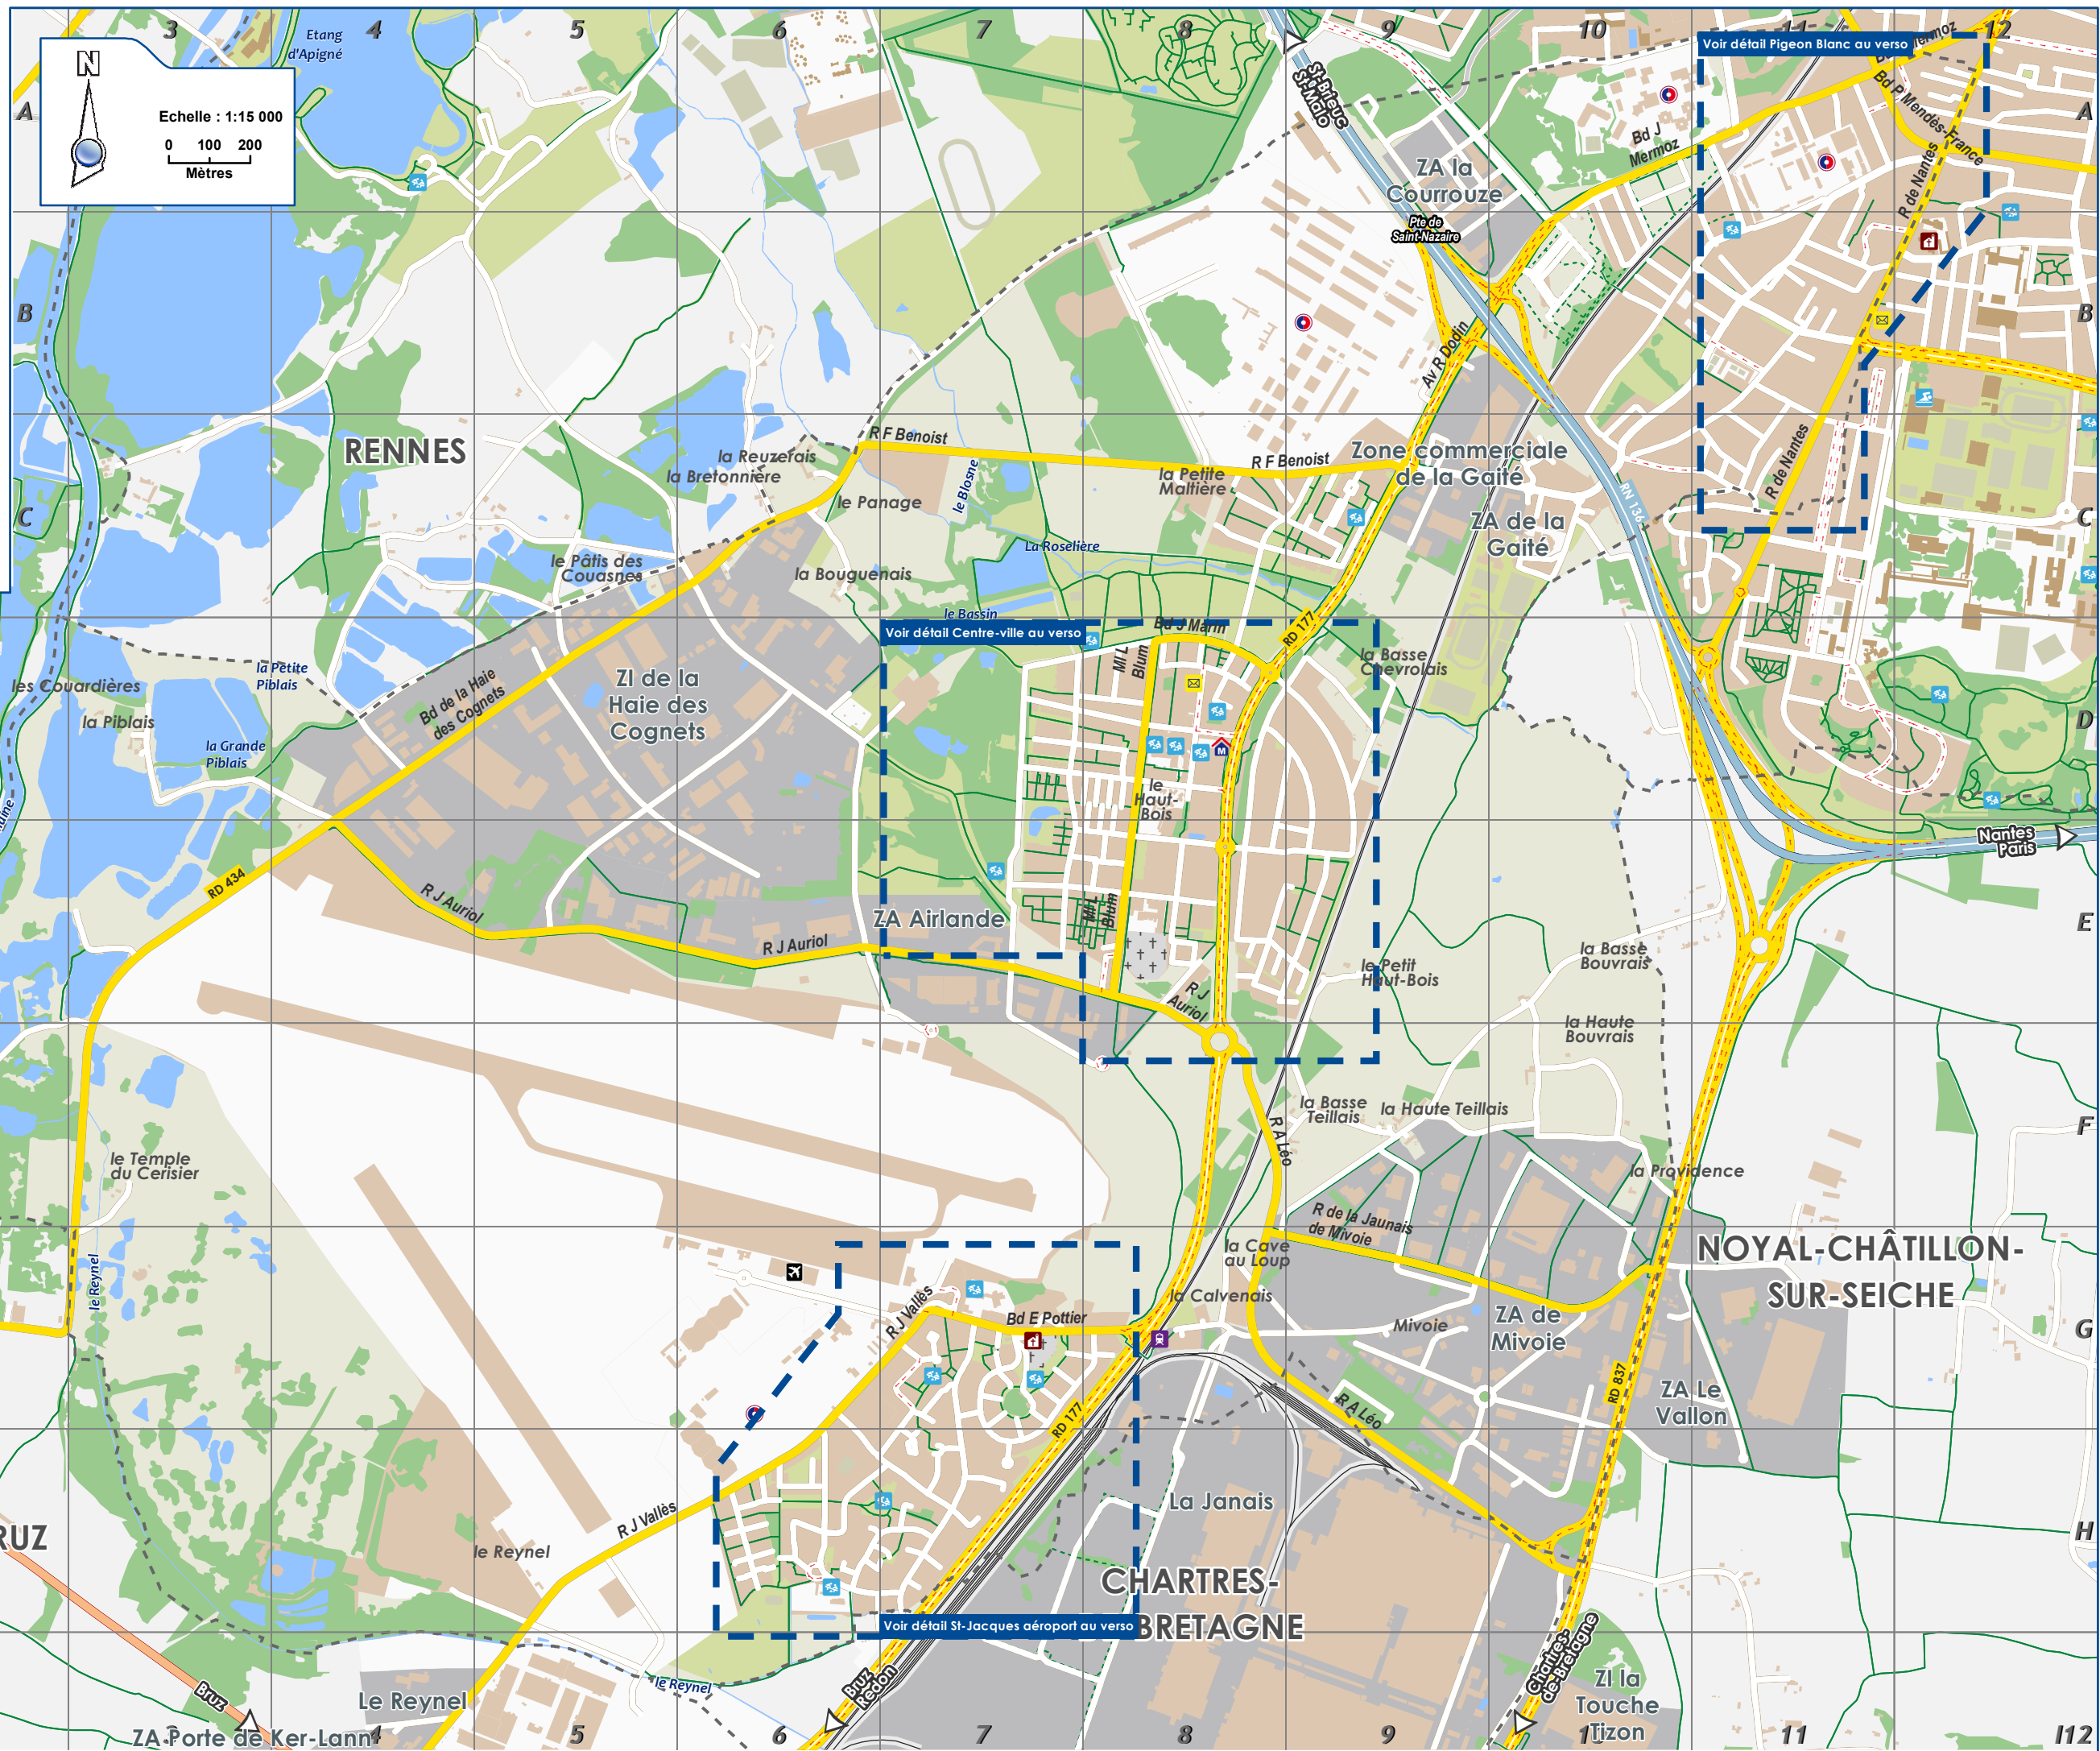 3 4 5 6 7 8 9 10 11 12
Etang
d'Apigné
N
Echelle : 1:15 000
0 100 200
Mètres
A
A
St-Brieuc
St-Malo
Voir détail Pigeon Blanc au verso
Mermoz
Bd P Mendès-France
Bd J
Mermoz
ZA la
Courrouze
R de Nantes
Pte de
Saint-Nazaire
B
B
Av R Dodin
RENNES
R F Benoist
R F Benoist
la Reuzerais
la Bretonnière
le Panage
le Blosne
la Petite
Maltière
Zone commerciale
de la Gaité
R de Nantes
RN 136
C
C
ZA de la
Gaité
La Roselière
le Pâtis des
Couasnes
la Bouguenais
le Bassin
Voir détail Centre-ville au verso
Bd J Marin
RD 177
Ml L
Blum
la Basse
Chevrolais
la Petite
Piblais
les Couardières
la Piblais
la Grande
Piblais
Bd de la Haie
des Cognets
ZI de la
Haie des
Cognets
D
le
Haut-
Bois
Nantes
Paris
RD 434
R J Auriol
R J Auriol
ZA Airlande
Ml L
Blum
E
la Basse
Bouvrais
le Petit
Haut-Bois
R J
Auriol
la Haute
Bouvrais
la Basse
Teillais
la Haute Teillais
R A Léo
F
le Temple
du Cerisier
la Providence
R de la Jaunais
de Mivoie
la Cave
au Loup
NOYAL-CHÂTILLON-
SUR-SEICHE
le Reynel
la Calvenais
R J Vallès
Bd E Pottier
Mivoie
ZA de
Mivoie
G
RD 837
ZA Le
Vallon
R A Léo
RD 177
La Janais
R J Vallès
RUZ
le Reynel
H
CHARTRES-
BRETAGNE
Voir détail St-Jacques aéroport au verso
Chartres-
de-Bretagne
le Reynel
Bruz
Redon
Bruz
Le Reynel
ZA Porte de Ker-Lann
ZI la
Touche
Tizon
4 5 6 7 8 9 11 I12